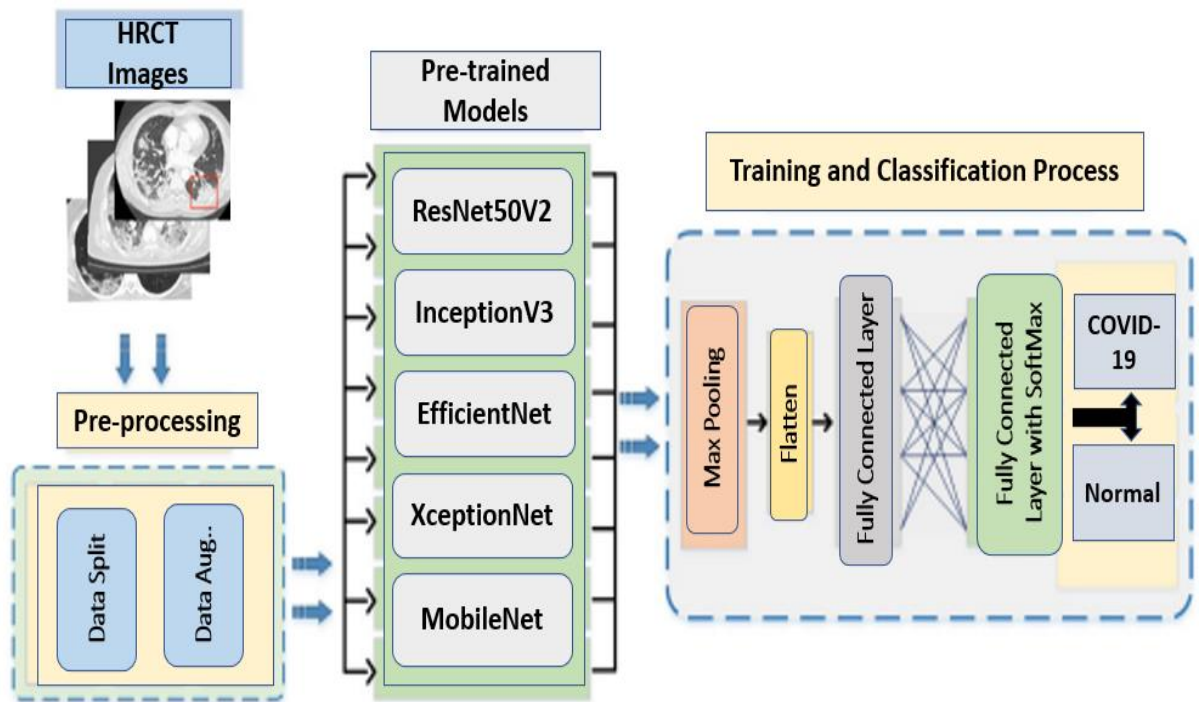 HRCT
Images
Pre-processing
Data Split
Data Aug..
Pre-trained
Models
ResNet50V2
InceptionV3
EfficientNet
XceptionNet
MobileNet
Training and Classification Process
Max Pooling
Flatten
Fully Connected Layer
Fully Connected
Layer with SoftMax
COVID-
19
Normal